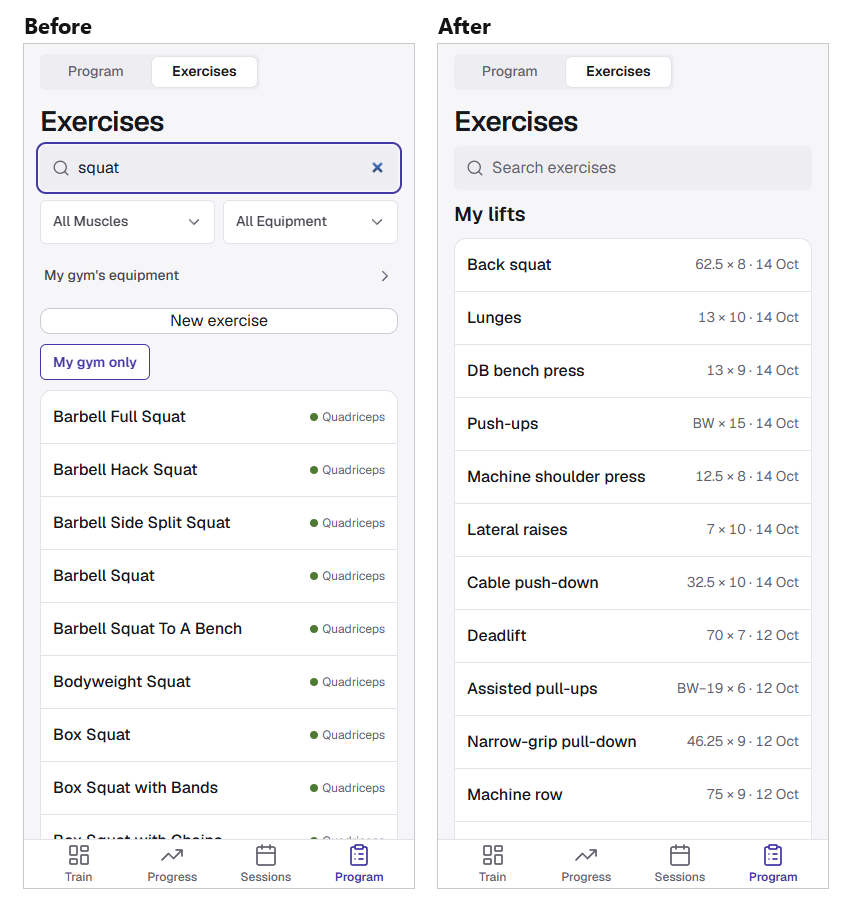 Before
Program Exercises
Exercises
squat
All Muscles All Equipment
My gym's equipment
New exercise
My gym only
Barbell Full Squat Quadriceps
Barbell Hack Squat Quadriceps
Barbell Side Split Squat Quadriceps
Barbell Squat Quadriceps
Barbell Squat To A Bench Quadriceps
Bodyweight Squat Quadriceps
Box Squat Quadriceps
Box Squat with Bands Quadriceps
Box Squat with Chains Quadriceps
Train Progress Sessions Program
After
Program Exercises
Exercises
Search exercises
My lifts
Back squat 62.5 × 8 · 14 Oct
Lunges 13 × 10 · 14 Oct
DB bench press 13 × 9 · 14 Oct
Push-ups BW × 15 · 14 Oct
Machine shoulder press 12.5 × 8 · 14 Oct
Lateral raises 7 × 10 · 14 Oct
Cable push-down 32.5 × 10 · 14 Oct
Deadlift 70 × 7 · 12 Oct
Assisted pull-ups BW−19 × 6 · 12 Oct
Narrow-grip pull-down 46.25 × 9 · 12 Oct
Machine row 75 × 9 · 12 Oct
Train Progress Sessions Program